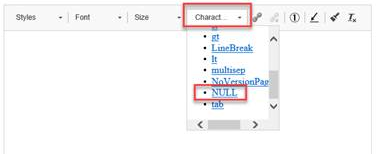 Styles Font Size Charact... 
gt
LineBreak
lt
multisep
NoVersionPag
NULL
tab